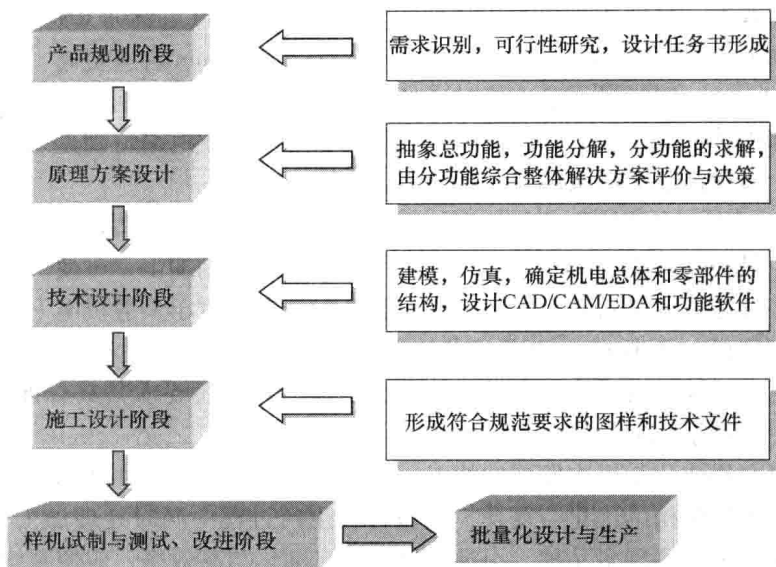 产品规划阶段
需求识别，可行性研究，设计任务书形成
原理方案设计
抽象总功能，功能分解，分功能的求解，
由分功能综合整体解决方案评价与决策
技术设计阶段
建模，仿真，确定机电总体和零部件的
结构，设计CAD/CAM/EDA和功能软件
施工设计阶段
形成符合规范要求的图样和技术文件
样机试制与测试、改进阶段
批量化设计与生产